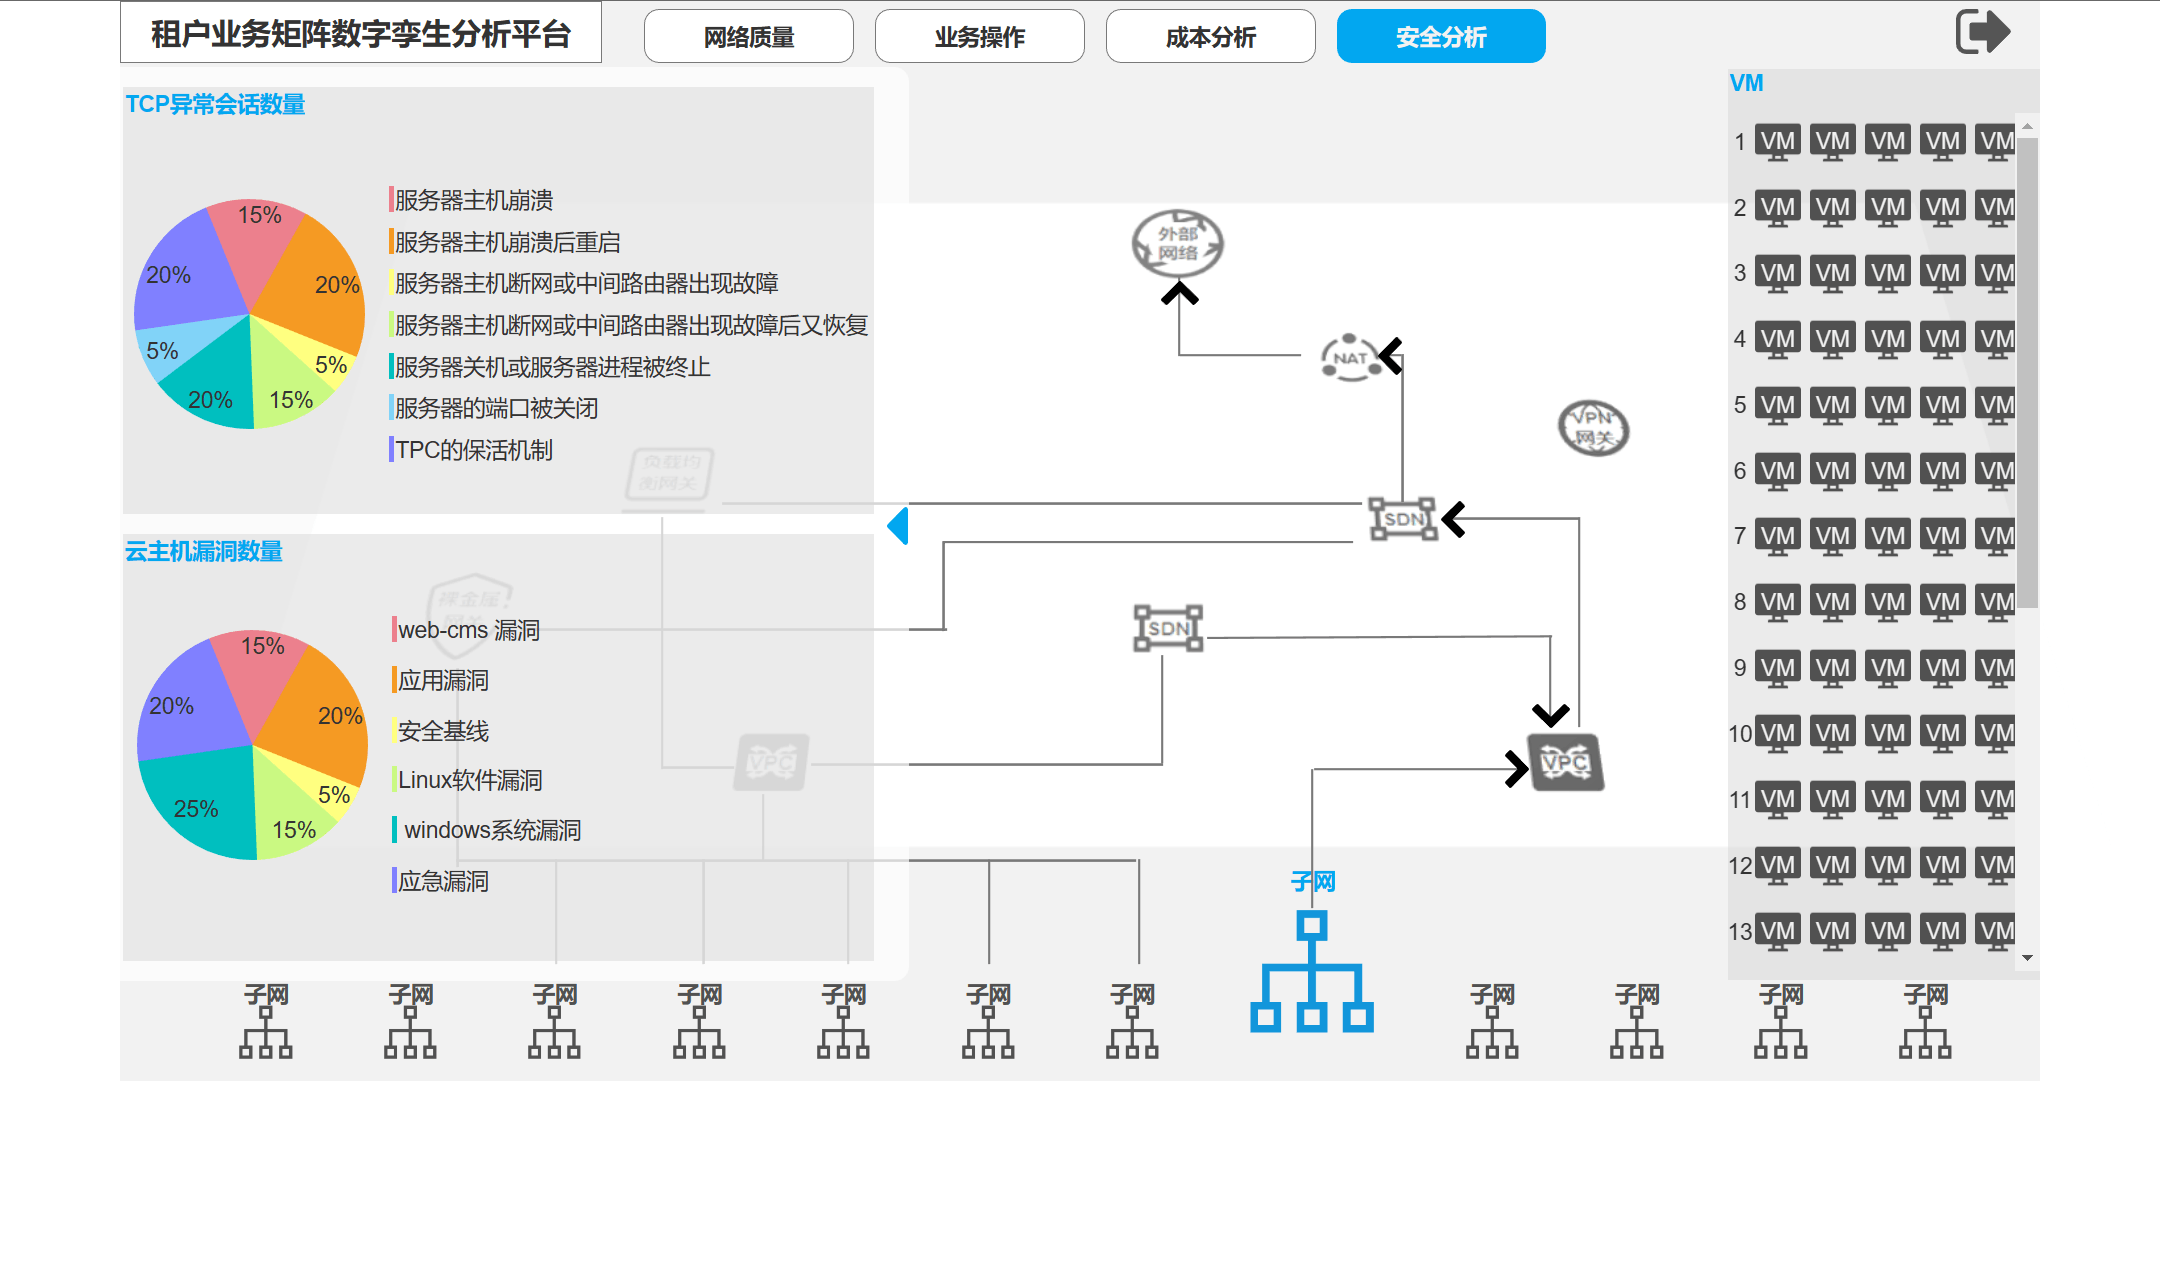 租户业务矩阵数字孪生分析平台
网络质量
业务操作
成本分析
安全分析
TCP异常会话数量
15%
20%
5%
15%
20%
5%
20%
服务器主机崩溃
服务器主机崩溃后重启
服务器主机断网或中间路由器出现故障
服务器主机断网或中间路由器出现故障后又恢复
服务器关机或服务器进程被终止
服务器的端口被关闭
TPC的保活机制
云主机漏洞数量
15%
20%
5%
15%
25%
20%
web-cms 漏洞
应用漏洞
安全基线
Linux软件漏洞
windows系统漏洞
应急漏洞
负载均
衡网关
裸金属
网关
VPC
外部
网络
NAT
VPN
网关
SDN
SDN
VPC
子网
子网 子网 子网 子网 子网 子网 子网 子网 子网 子网 子网
VM
1 VM VM VM VM VM
2 VM VM VM VM VM
3 VM VM VM VM VM
4 VM VM VM VM VM
5 VM VM VM VM VM
6 VM VM VM VM VM
7 VM VM VM VM VM
8 VM VM VM VM VM
9 VM VM VM VM VM
10 VM VM VM VM VM
11 VM VM VM VM VM
12 VM VM VM VM VM
13 VM VM VM VM VM